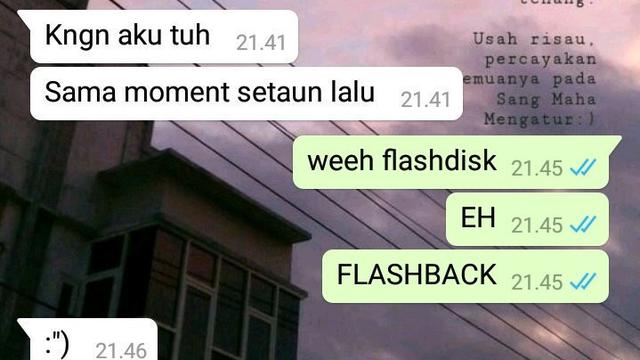 tenang.
Kngn aku tuh 21.41
Usah risau,
percayakan
emuanya pada
Sang Maha
Mengatur:)
Sama moment setaun lalu 21.41
weeh flashdisk 21.45
EH 21.45
FLASHBACK 21.45
:") 21.46